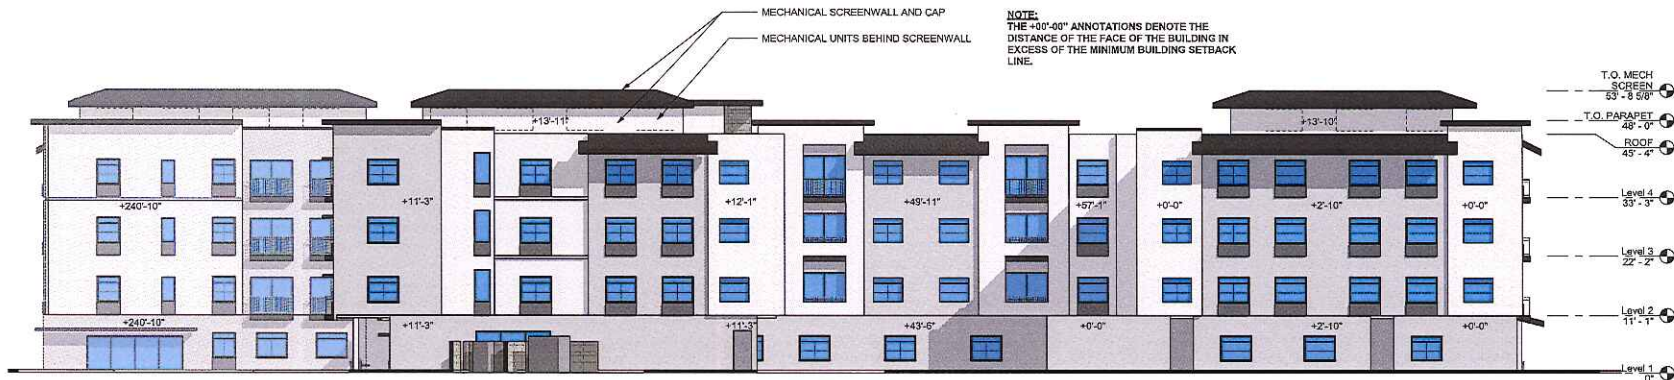 MECHANICAL SCREENWALL AND CAP
MECHANICAL UNITS BEHIND SCREENWALL
NOTE:
THE +00'-00" ANNOTATIONS DENOTE THE
DISTANCE OF THE FACE OF THE BUILDING IN
EXCESS OF THE MINIMUM BUILDING SETBACK
LINE.
T.O. MECH
SCREEN
53' - 8 5/8"
T.O. PARAPET
48' - 0"
ROOF
45' - 4"
Level 4
33' - 3"
Level 3
22' - 2"
Level 2
11' - 1"
Level 1
0"
+13'-11"
+13'-10"
+240'-10"
+11'-3"
+12'-1"
+49'-11"
+57'-1"
+0'-0"
+2'-10"
+0'-0"
+240'-10"
+11'-3"
+11'-3"
+43'-6"
+0'-0"
+2'-10"
+0'-0"